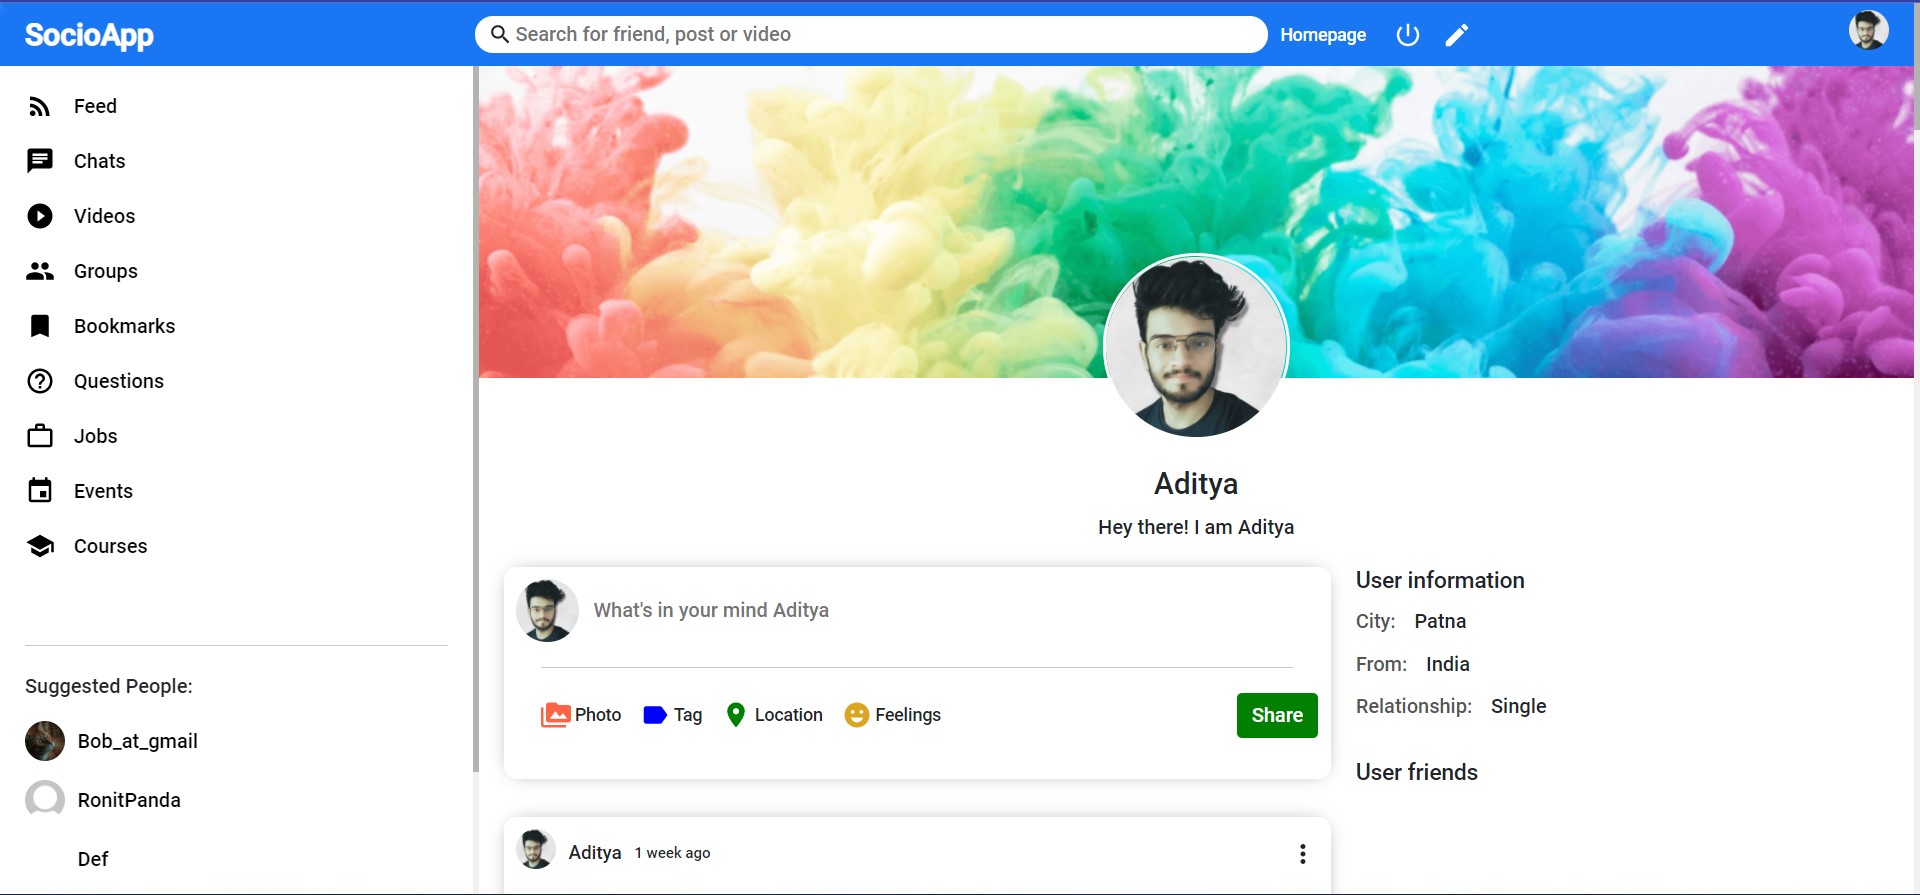 SocioApp
Search for friend, post or video
Homepage
Feed
Chats
Videos
Groups
Bookmarks
Questions
Jobs
Events
Courses
Suggested People:
Bob_at_gmail
RonitPanda
Def
Aditya
Hey there! I am Aditya
What's in your mind Aditya
Photo Tag Location Feelings Share
Aditya 1 week ago
User information
City: Patna
From: India
Relationship: Single
User friends